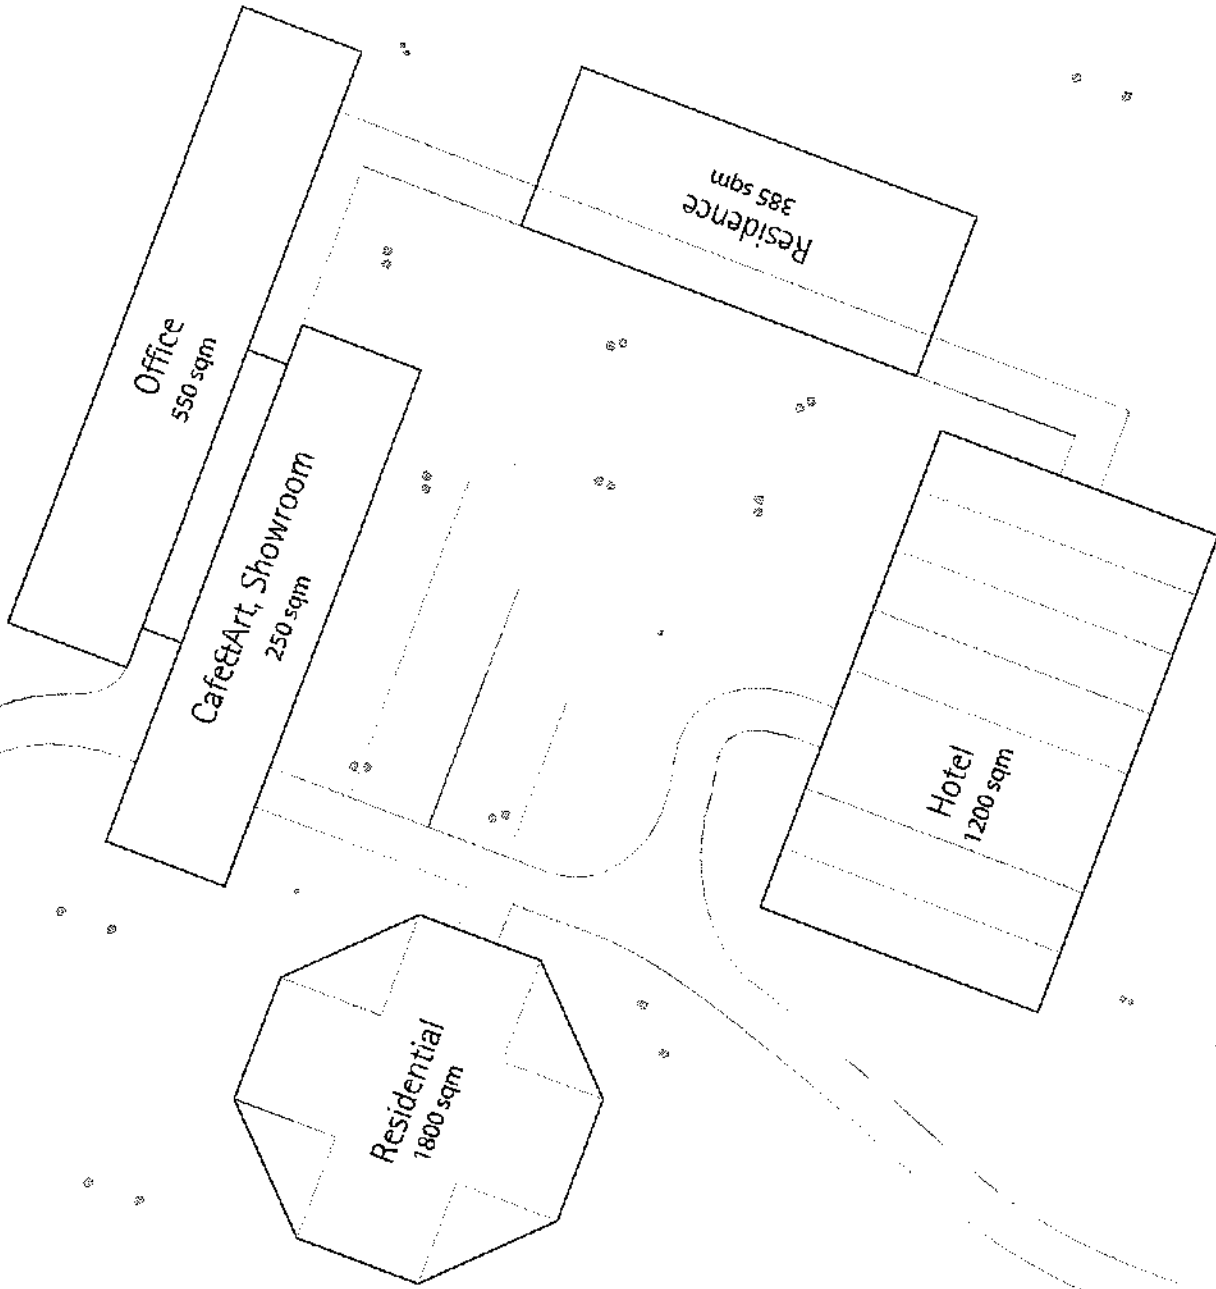 Residence
385 sqm
Office
550 sqm
Cafe&Art, Showroom
250 sqm
Hotel
1200 sqm
Residential
1800 sqm